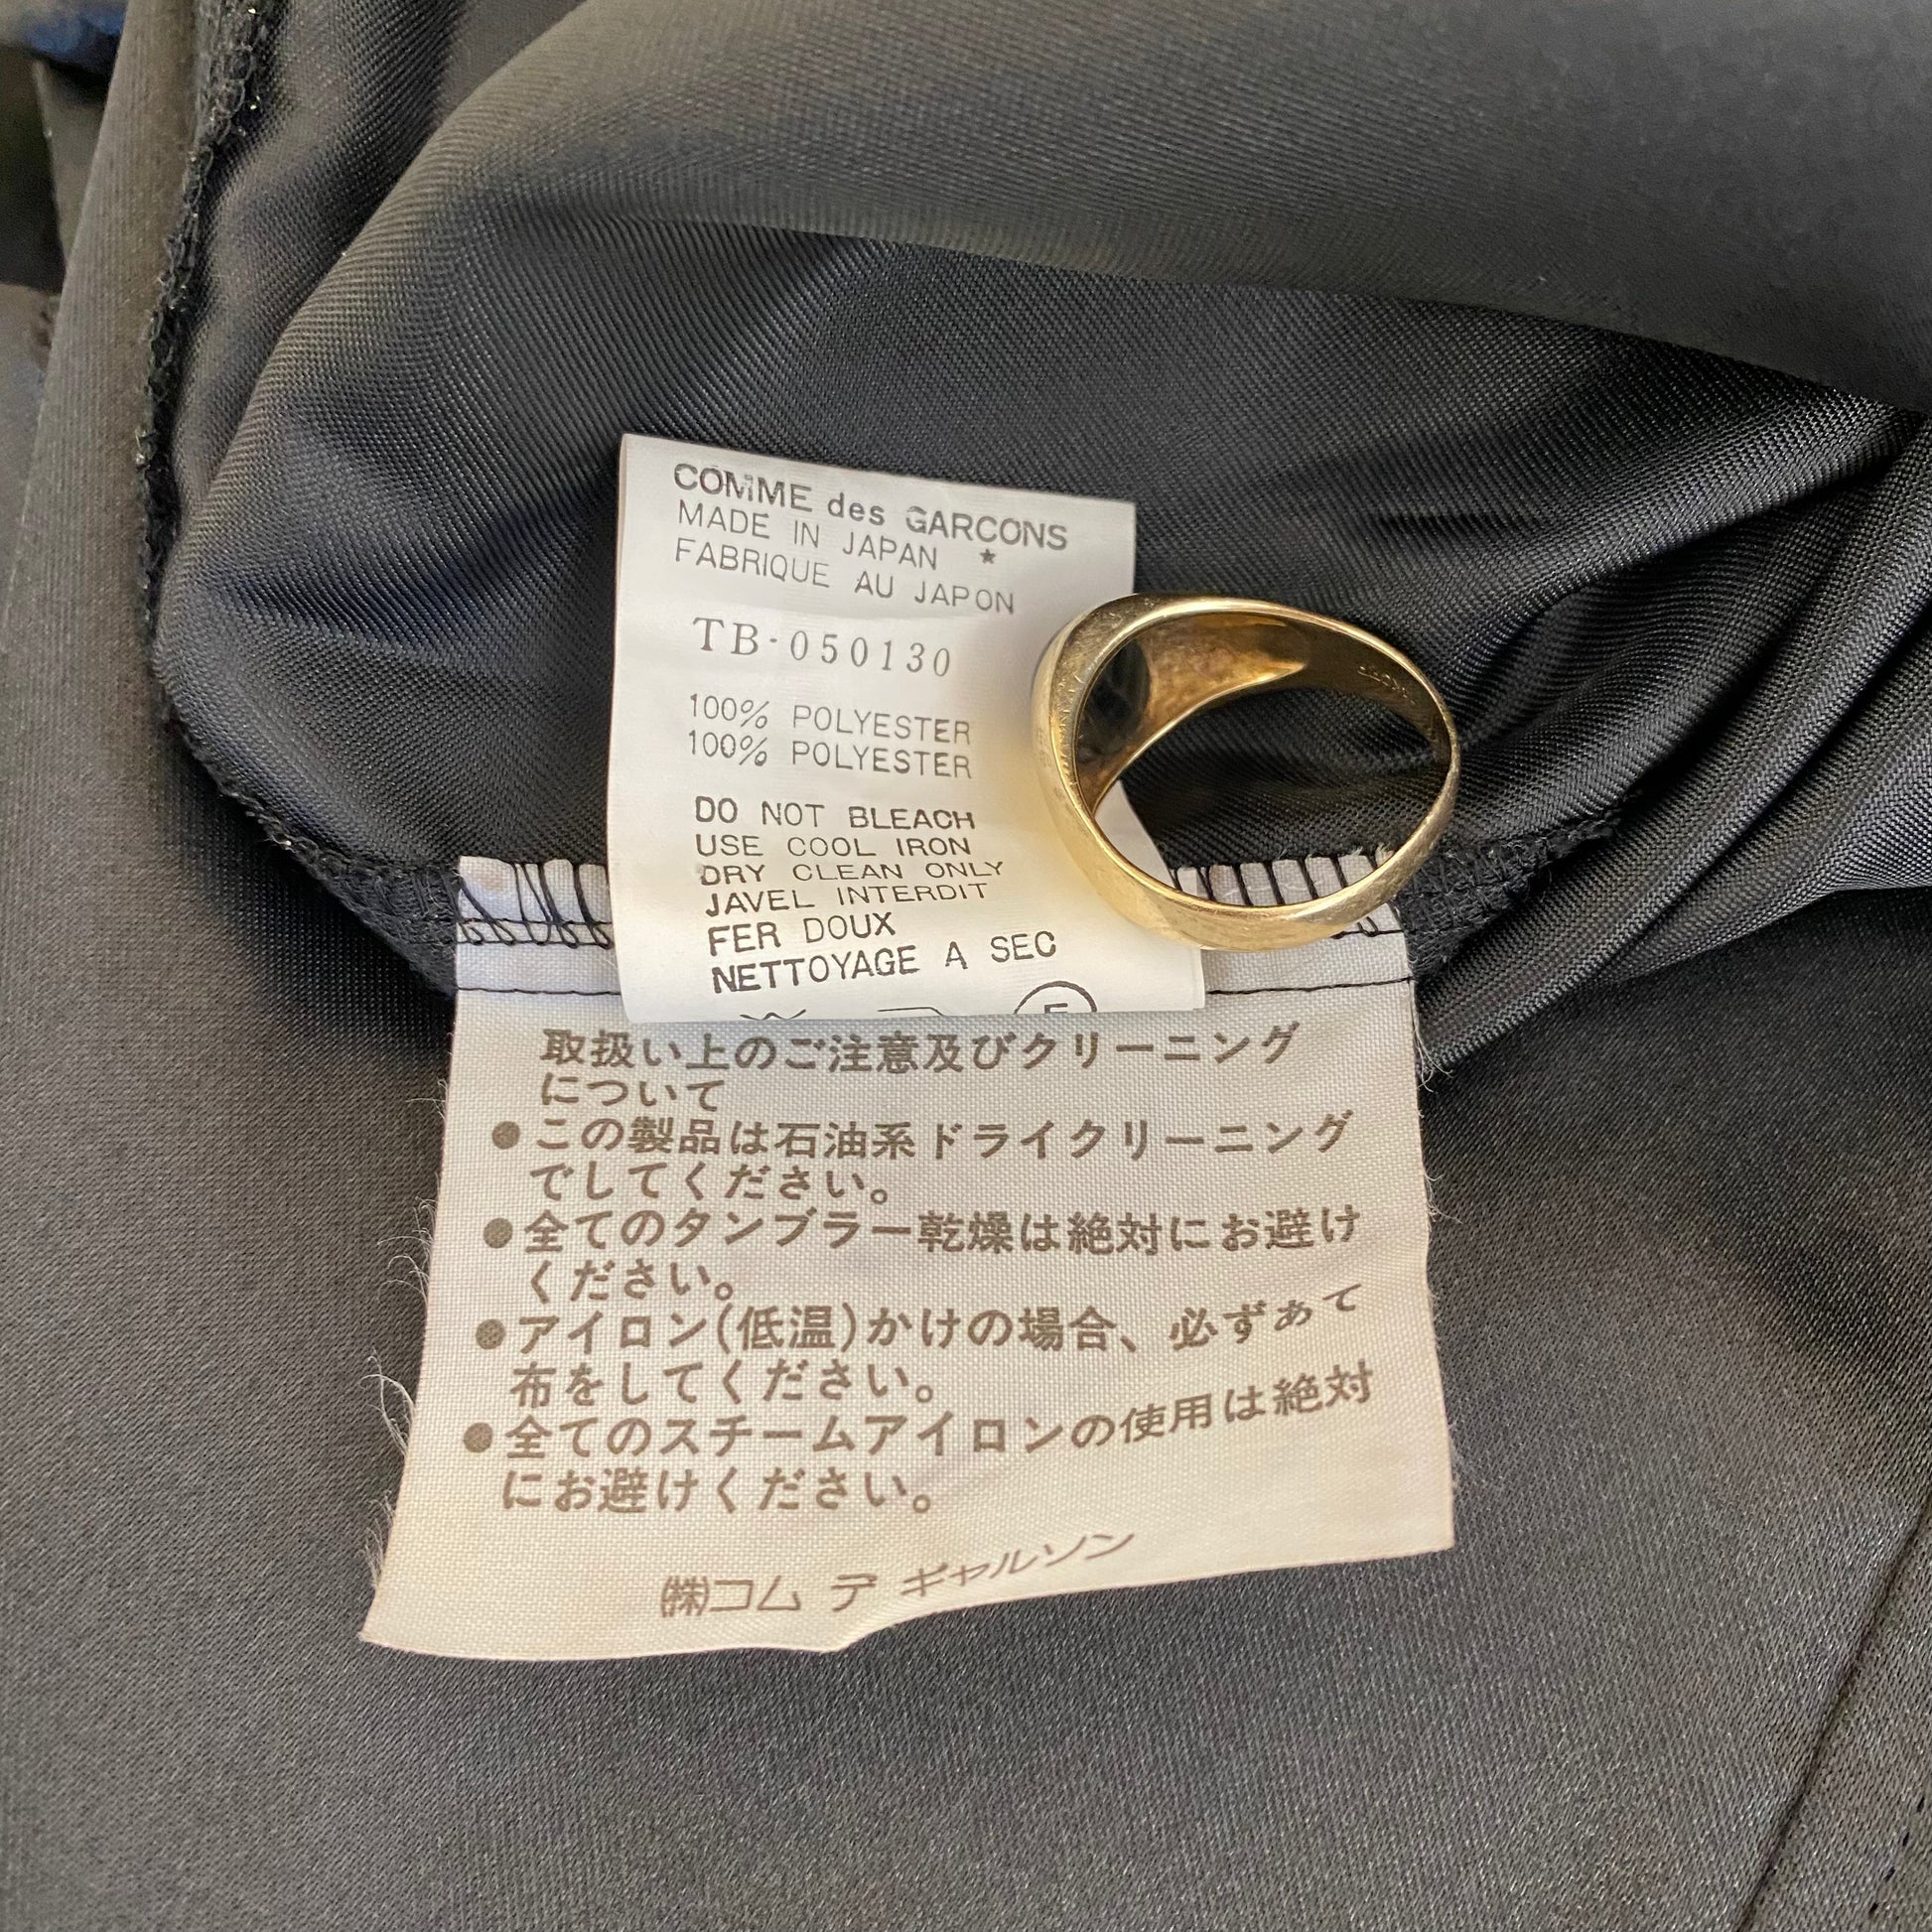 COMME des GARCONS
MADE IN JAPAN *
FABRIQUE AU JAPON
TB-050130
100% POLYESTER
100% POLYESTER
DO NOT BLEACH
USE COOL IRON
DRY CLEAN ONLY
JAVEL INTERDIT
FER DOUX
NETTOYAGE A SEC
取扱い上のご注意及びクリーニング
について
●この製品は石油系ドライクリーニング
でしてください。
●全てのタンブラー乾燥は絶対にお避け
ください。
●アイロン(低温)かけの場合、必ずあて
布をしてください。
●全てのスチームアイロンの使用は絶対
にお避けください。
㈱コム デ ギャルソン